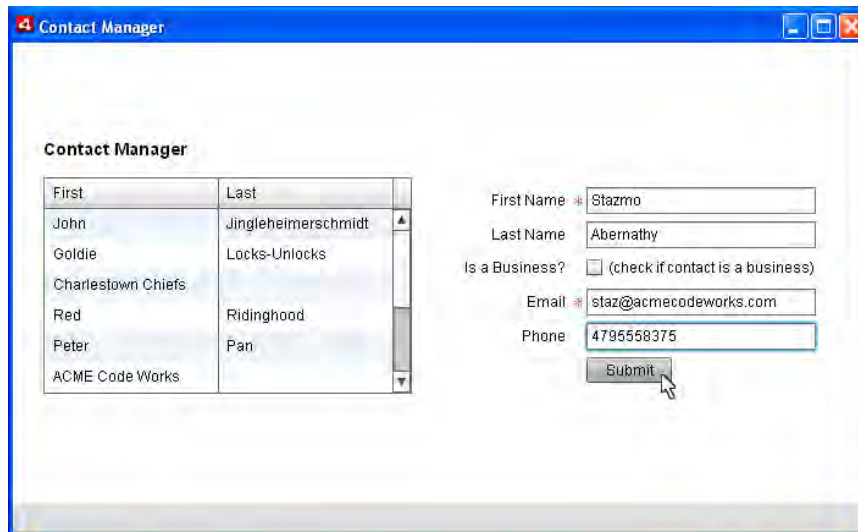 Contact Manager
Contact Manager
First Last
John Jingleheimerschmidt
Goldie Locks-Unlocks
Charlestown Chiefs
Red Ridinghood
Peter Pan
ACME Code Works
First Name * Stazmo
Last Name Abernathy
Is a Business? (check if contact is a business)
Email * staz@acmecodeworks.com
Phone 4795558375
Submit